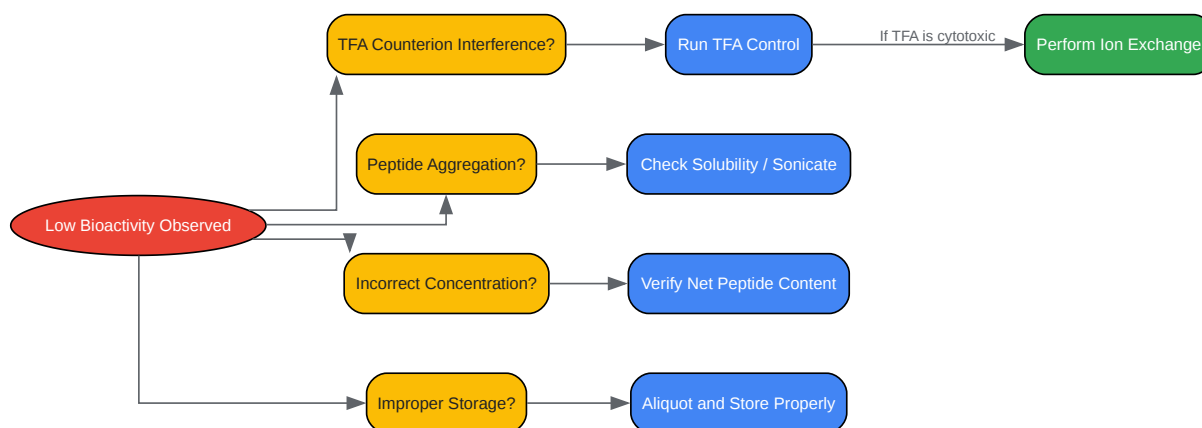 TFA Counterion Interference?
Run TFA Control
If TFA is cytotoxic
Perform Ion Exchange
Peptide Aggregation?
Check Solubility / Sonicate
Low Bioactivity Observed
Incorrect Concentration?
Verify Net Peptide Content
Improper Storage?
Aliquot and Store Properly